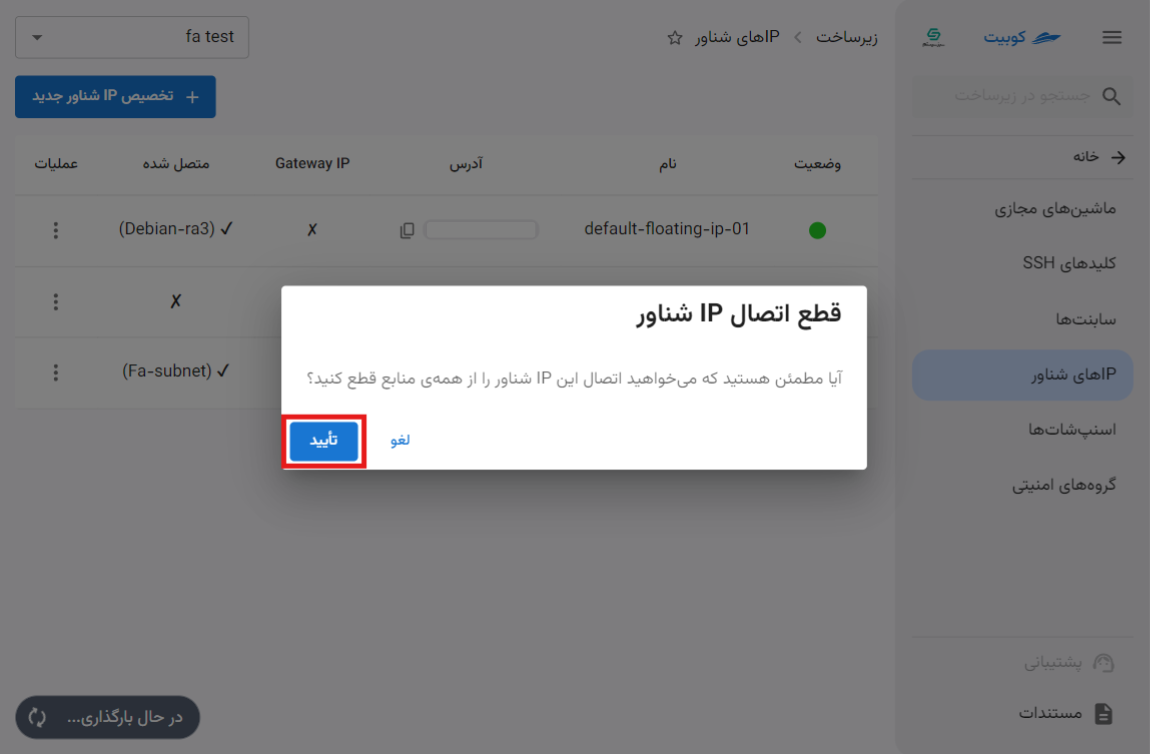 کوبیت
زیرساخت
IPهای شناور
fa test
جستجو در زیرساخت
خانه
ماشین‌های مجازی
کلیدهای SSH
سابنت‌ها
IPهای شناور
اسنپ‌شات‌ها
گروه‌های امنیتی
پشتیبانی
مستندات
تخصیص IP شناور جدید
وضعیت نام آدرس Gateway IP متصل شده عملیات
default-floating-ip-01 ✗ ✓ (Debian-ra3)
✗
✓ (Fa-subnet)
قطع اتصال IP شناور
آیا مطمئن هستید که می‌خواهید اتصال این IP شناور را از همه‌ی منابع قطع کنید؟
لغو
تأیید
در حال بارگذاری...